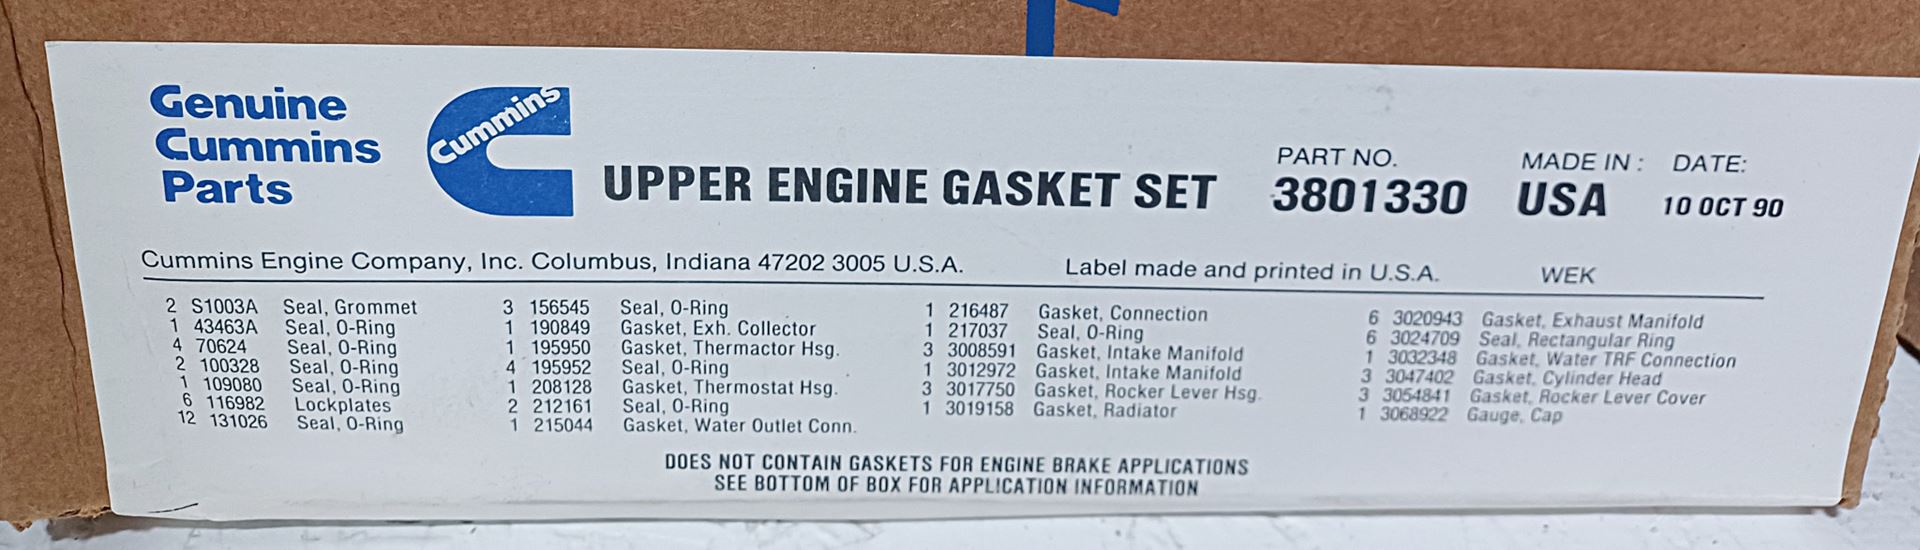 Genuine
Cummins
Parts
Cummins
UPPER ENGINE GASKET SET
PART NO.
3801330
MADE IN :
USA
DATE:
10 OCT 90
Cummins Engine Company, Inc. Columbus, Indiana 47202 3005 U.S.A.
Label made and printed in U.S.A.
WEK
2 S1003A Seal, Grommet
1 43463A Seal, O-Ring
4 70624 Seal, O-Ring
2 100328 Seal, O-Ring
1 109080 Seal, O-Ring
6 116982 Lockplates
12 131026 Seal, O-Ring
3 156545 Seal, O-Ring
1 190849 Gasket, Exh. Collector
1 195950 Gasket, Thermactor Hsg.
4 195952 Seal, O-Ring
1 208128 Gasket, Thermostat Hsg.
2 212161 Seal, O-Ring
1 215044 Gasket, Water Outlet Conn.
1 216487 Gasket, Connection
1 217037 Seal, O-Ring
3 3008591 Gasket, Intake Manifold
1 3012972 Gasket, Intake Manifold
3 3017750 Gasket, Rocker Lever Hsg.
1 3019158 Gasket, Radiator
6 3020943 Gasket, Exhaust Manifold
6 3024709 Seal, Rectangular Ring
1 3032348 Gasket, Water TRF Connection
3 3047402 Gasket, Cylinder Head
3 3054841 Gasket, Rocker Lever Cover
1 3068922 Gauge, Cap
DOES NOT CONTAIN GASKETS FOR ENGINE BRAKE APPLICATIONS
SEE BOTTOM OF BOX FOR APPLICATION INFORMATION